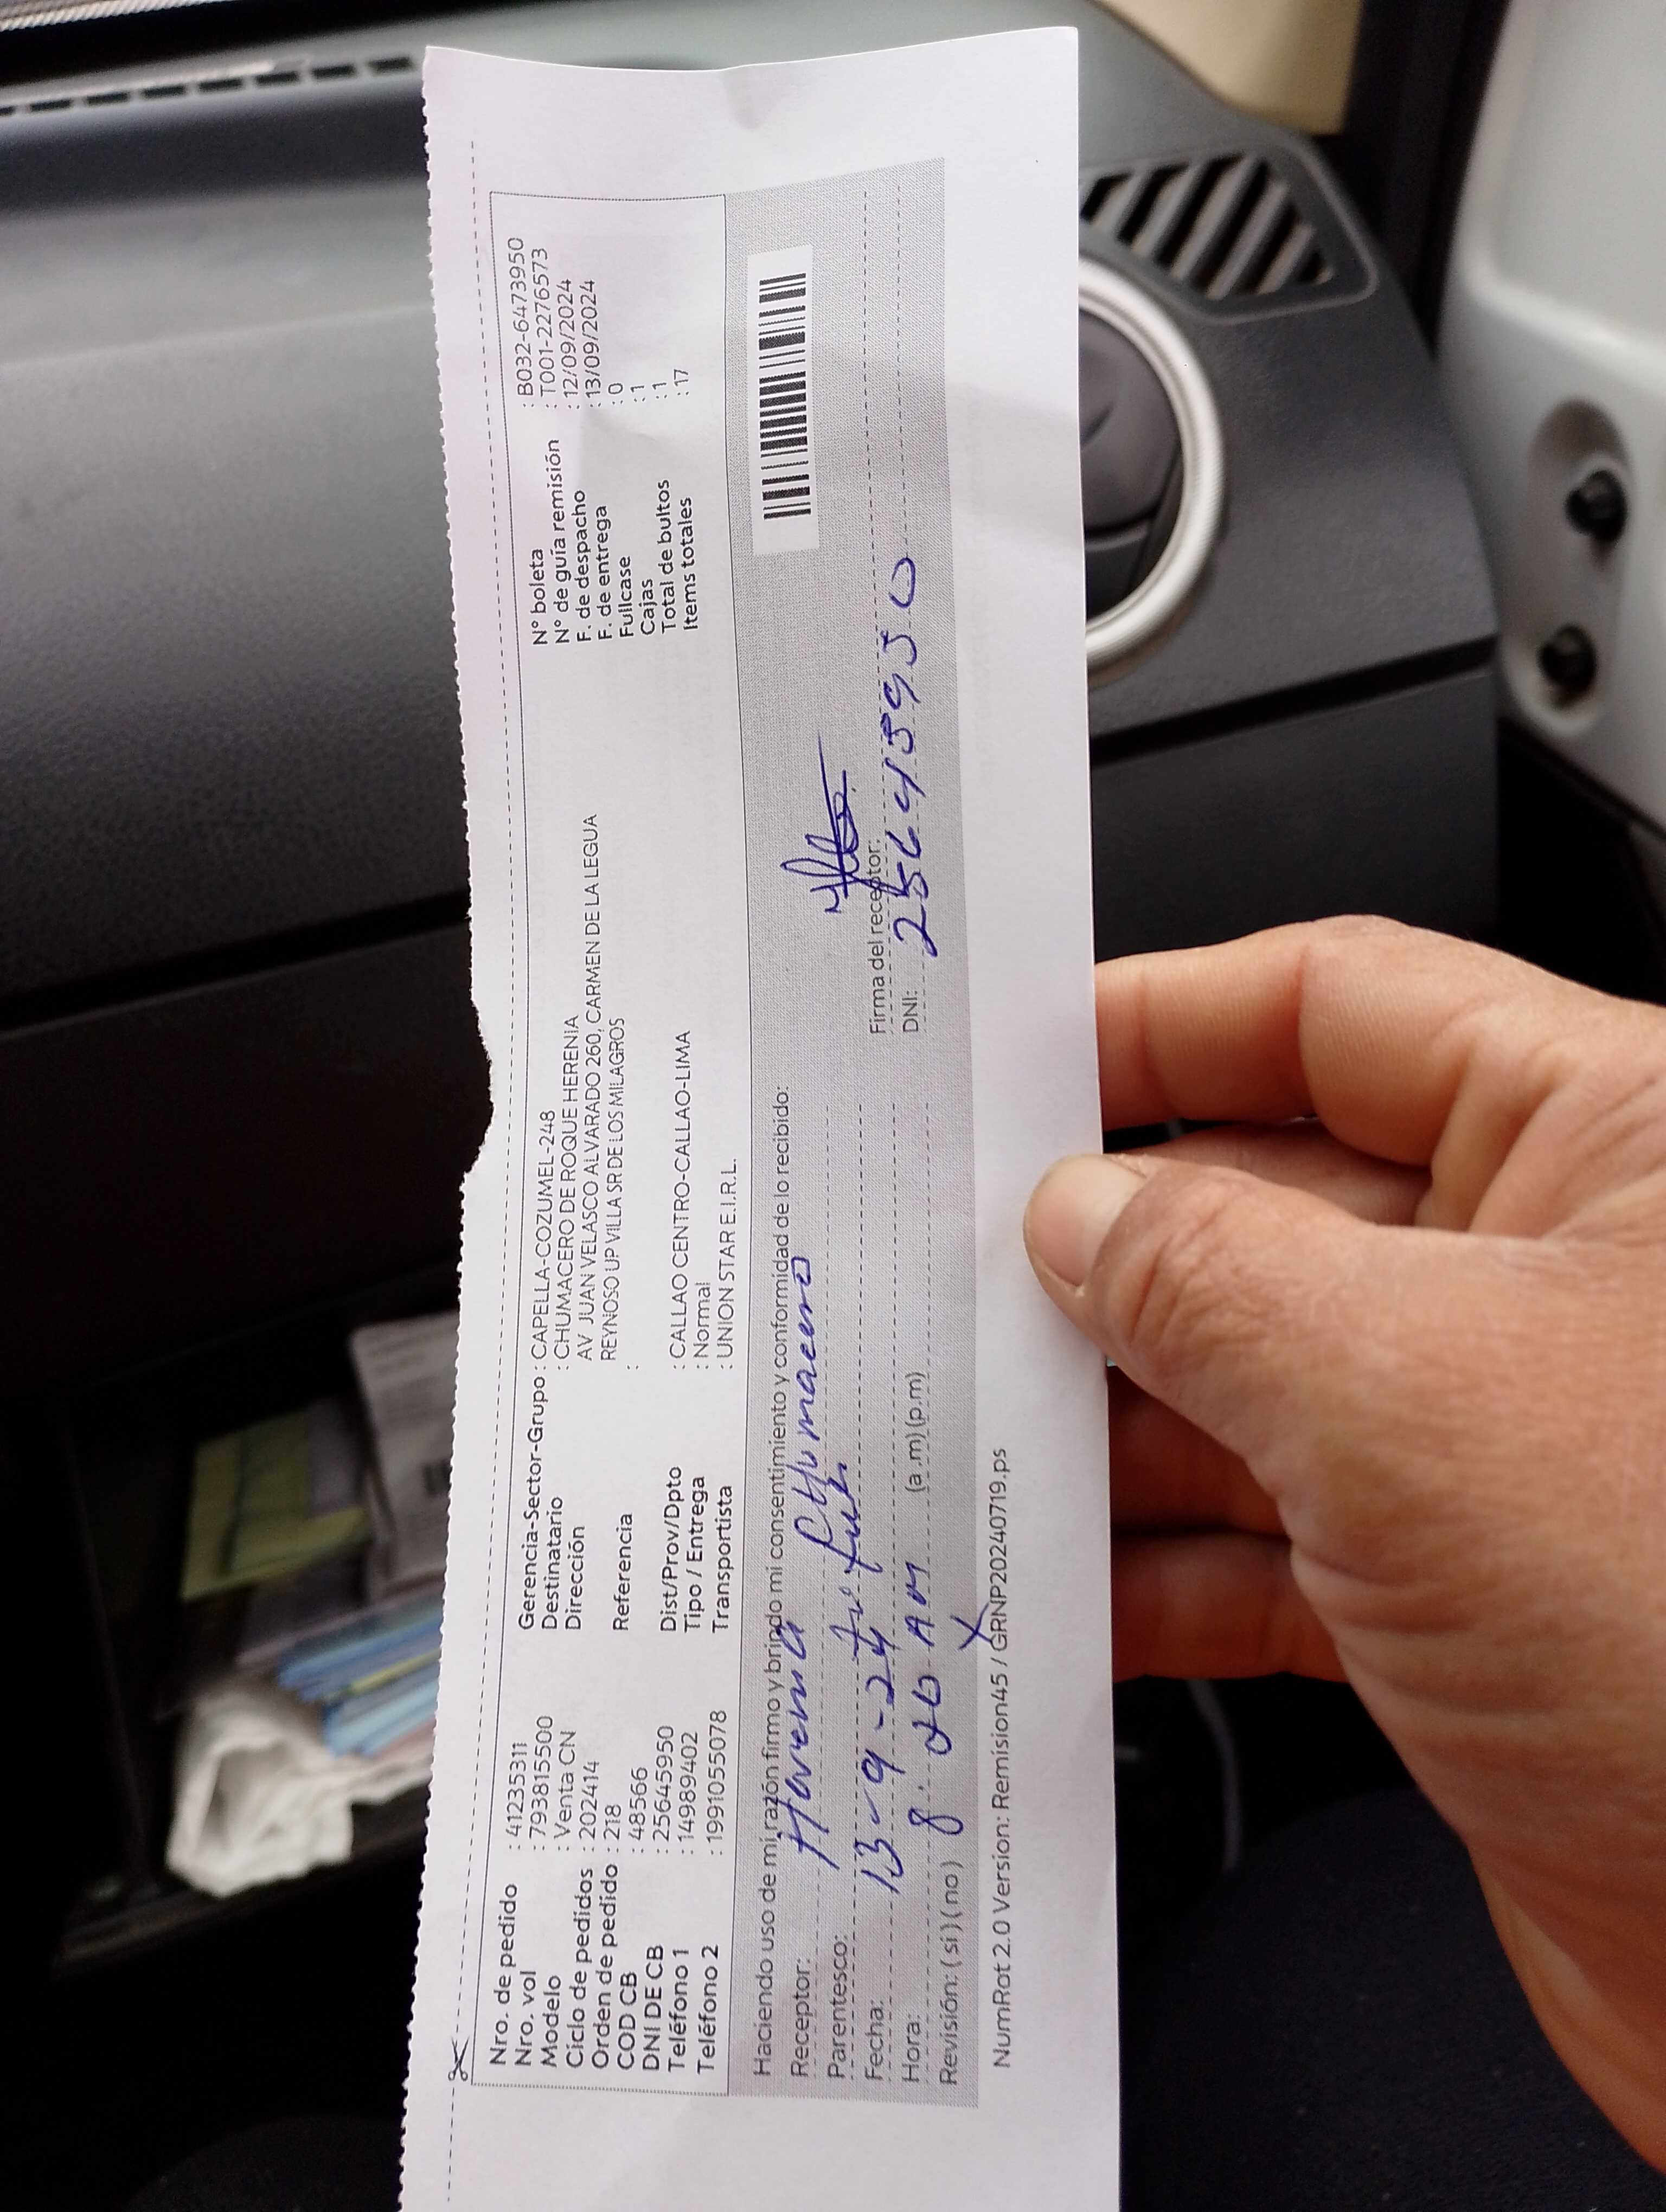 Nro. de pedido : 41235311
Nro. vol : 793815500
Modelo : Venta CN
Ciclo de pedidos : 202414
Orden de pedido : 218
COD CB : 48566
DNI DE CB : 25645950
Teléfono 1 : 14989402
Teléfono 2 : 1991055078
Gerencia-Sector-Grupo : CAPELLA-COZUMEL-248
Destinatario : CHUMACERO DE ROQUE HERENIA
Dirección AV JUAN VELASCO ALVARADO 260, CARMEN DE LA LEGUA
REYNOSO UP VILLA SR DE LOS MILAGROS
Referencia :
Dist/Prov/Dpto : CALLAO CENTRO-CALLAO-LIMA
Tipo / Entrega : Normal
Transportista : UNION STAR E.I.R.L.
N° boleta : B032-6473950
N° de guía remisión : T001-2276573
F. de despacho : 12/09/2024
F. de entrega : 13/09/2024
Fullcase : 0
Cajas : 1
Total de bultos : 1
Items totales : 17
Haciendo uso de mi razón firmo y brindo mi consentimiento y conformidad de lo recibido:
Receptor: Chumacero
Parentesco:
Fecha: 13-9-24
Hora: 8 AM (a.m) (p.m)
Revisión: ( si ) ( no ) X
Firma del receptor:
DNI: 25645950
NumRot 2.0 Version: Remision45 / GRNP20240719.ps